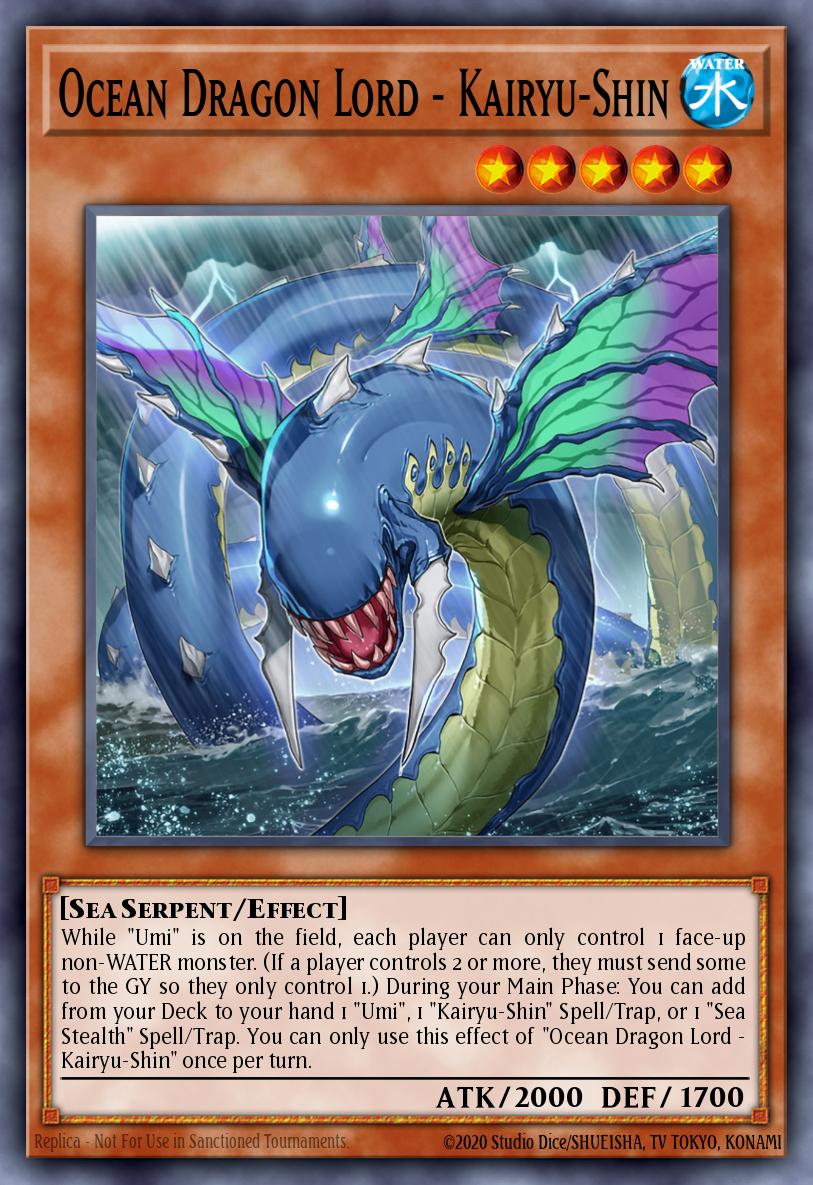 Ocean Dragon Lord - Kairyu-Shin
WATER
水
[Sea Serpent/Effect]
While "Umi" is on the field, each player can only control 1 face-up
non-WATER monster. (If a player controls 2 or more, they must send some
to the GY so they only control 1.) During your Main Phase: You can add
from your Deck to your hand 1 "Umi", 1 "Kairyu-Shin" Spell/Trap, or 1 "Sea
Stealth" Spell/Trap. You can only use this effect of "Ocean Dragon Lord -
Kairyu-Shin" once per turn.
ATK/2000 DEF/1700
Replica - Not For Use in Sanctioned Tournaments.
©2020 Studio Dice/SHUEISHA, TV TOKYO, KONAMI